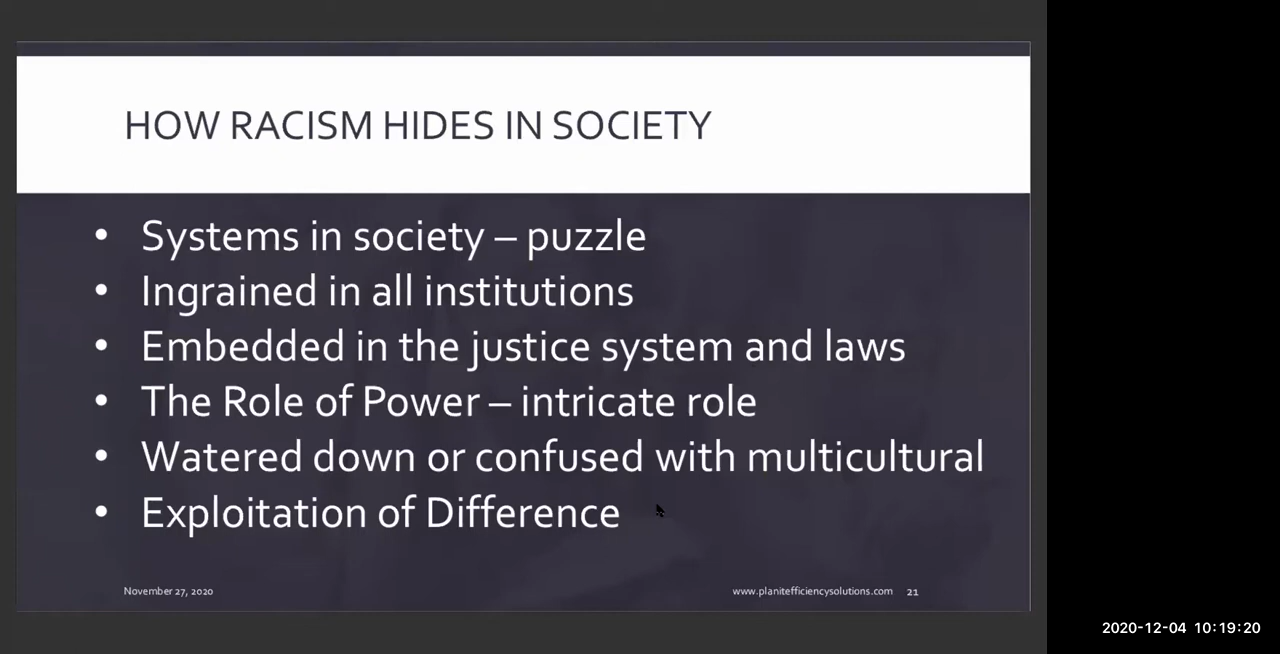 HOW RACISM HIDES IN SOCIETY
• Systems in society – puzzle
• Ingrained in all institutions
• Embedded in the justice system and laws
• The Role of Power – intricate role
• Watered down or confused with multicultural
• Exploitation of Difference
November 27, 2020
www.planitefficiencysolutions.com 21
2020-12-04 10:19:20